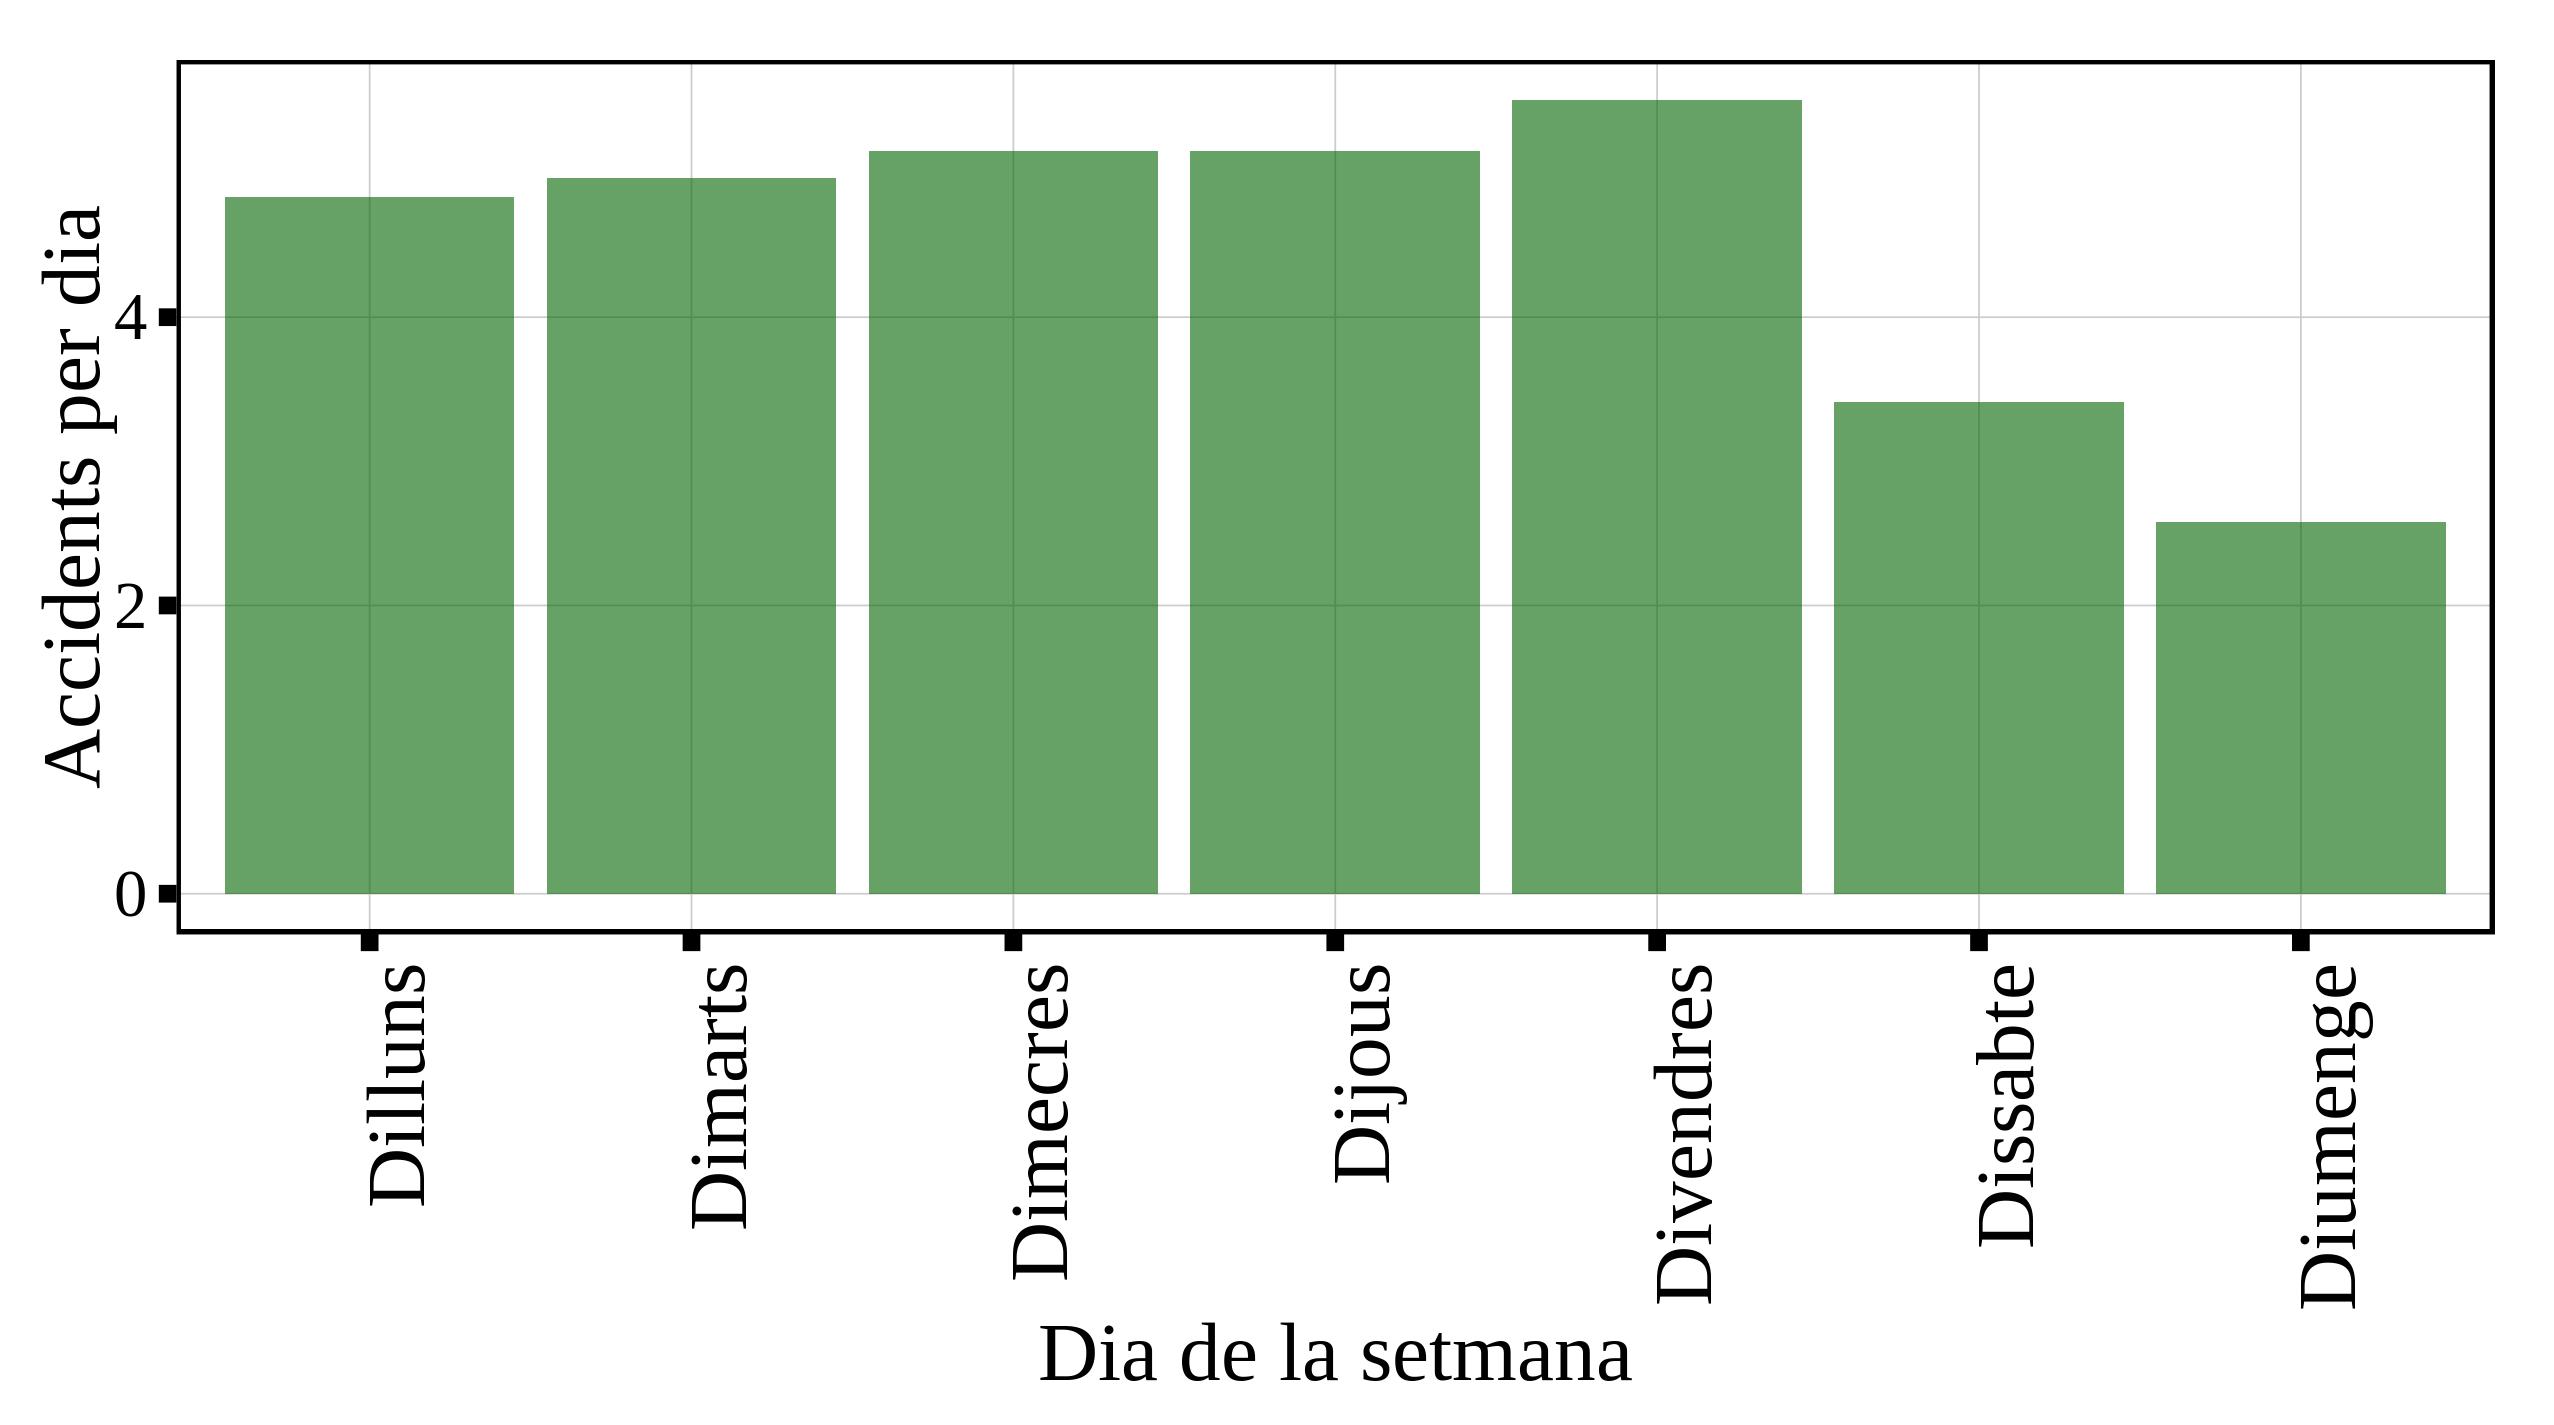 Accidents per dia
4
2
0
Dilluns
Dimarts
Dimecres
Dijous
Divendres
Dissabte
Diumenge
Dia de la setmana